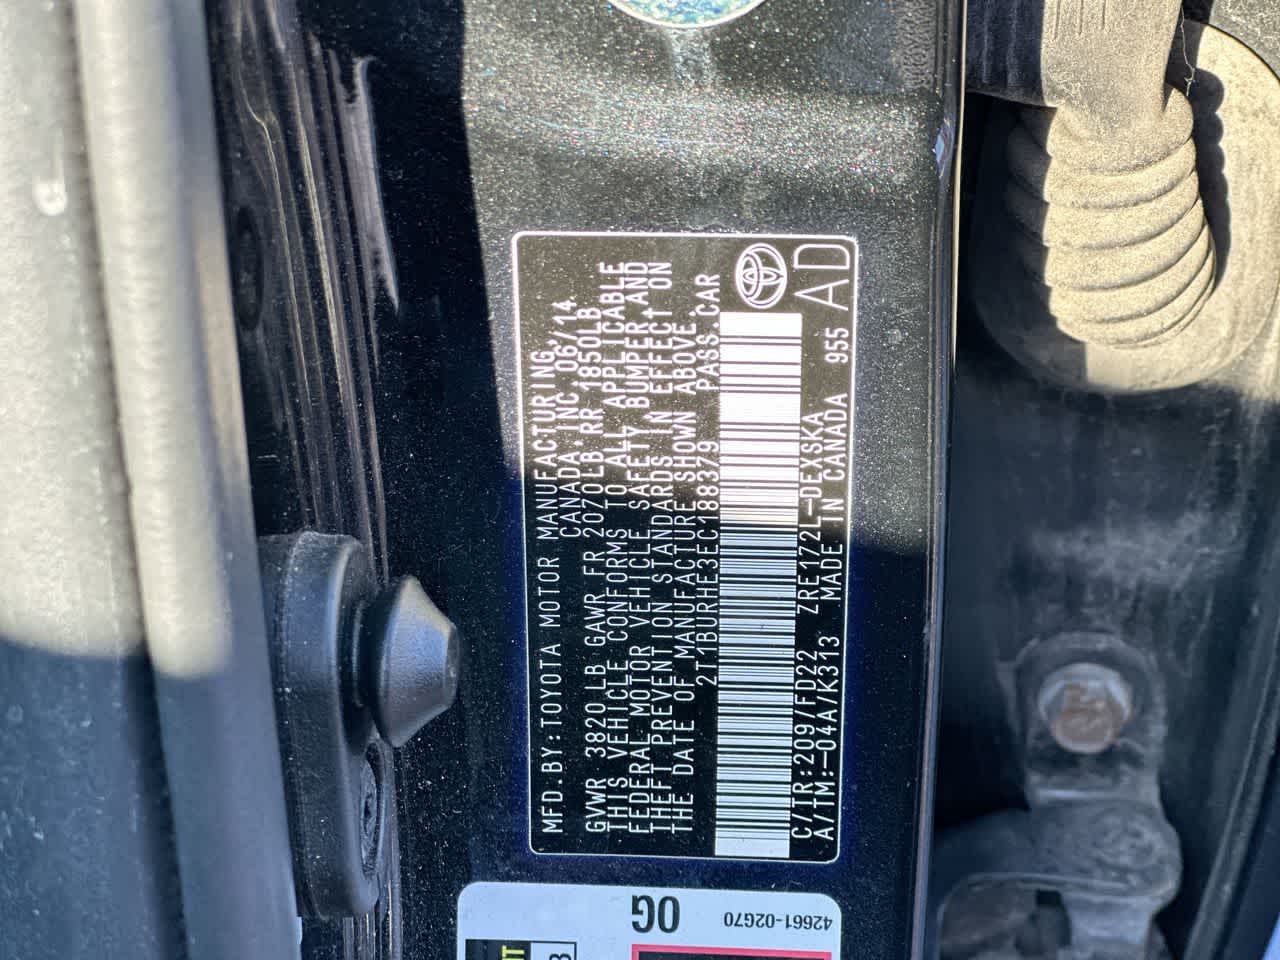 MFD.BY:TOYOTA MOTOR MANUFACTURING,
CANADA,INC.06/14.
GVWR 3820 LB GAWR FR 2070LB RR 1850LB
THIS VEHICLE CONFORMS TO ALL APPLICABLE
FEDERAL MOTOR VEHICLE SAFETY BUMPER,AND
THEFT PREVENTION STANDARDS IN EFFECT ON
THE DATE OF MANUFACTURE SHOWN ABOVE.
2T1BURHE3EC188379 PASS.CAR
C/TR:209/FD22 ZRE172L-DEXSKA
A/TM:-04A/K313 MADE IN CANADA 955
AD
0G
42661-02G70